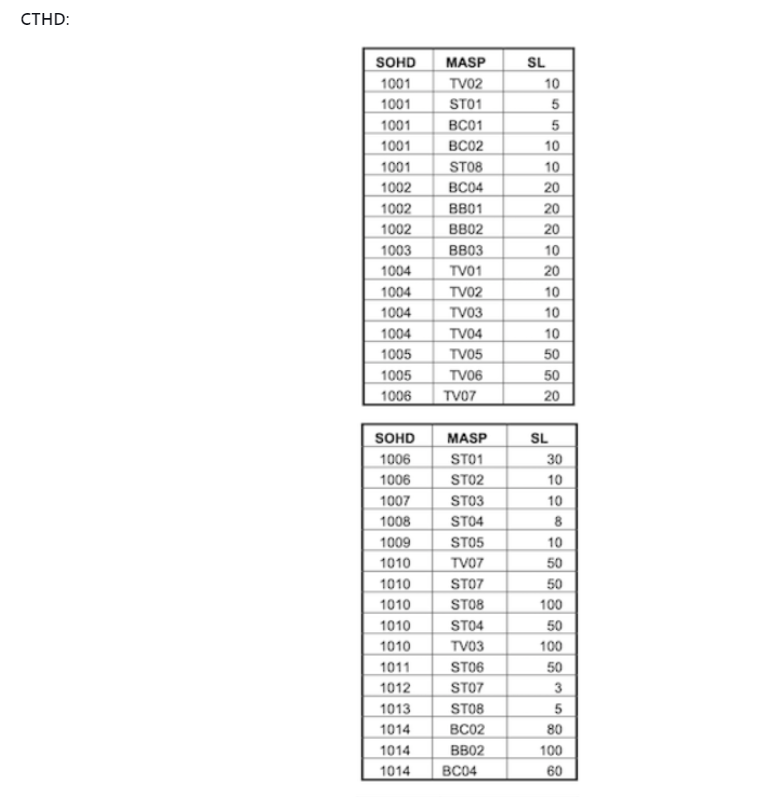 CTHD:
SOHD MASP SL
1001 TV02 10
1001 ST01 5
1001 BC01 5
1001 BC02 10
1001 ST08 10
1002 BC04 20
1002 BB01 20
1002 BB02 20
1003 BB03 10
1004 TV01 20
1004 TV02 10
1004 TV03 10
1004 TV04 10
1005 TV05 50
1005 TV06 50
1006 TV07 20
SOHD MASP SL
1006 ST01 30
1006 ST02 10
1007 ST03 10
1008 ST04 8
1009 ST05 10
1010 TV07 50
1010 ST07 50
1010 ST08 100
1010 ST04 50
1010 TV03 100
1011 ST06 50
1012 ST07 3
1013 ST08 5
1014 BC02 80
1014 BB02 100
1014 BC04 60